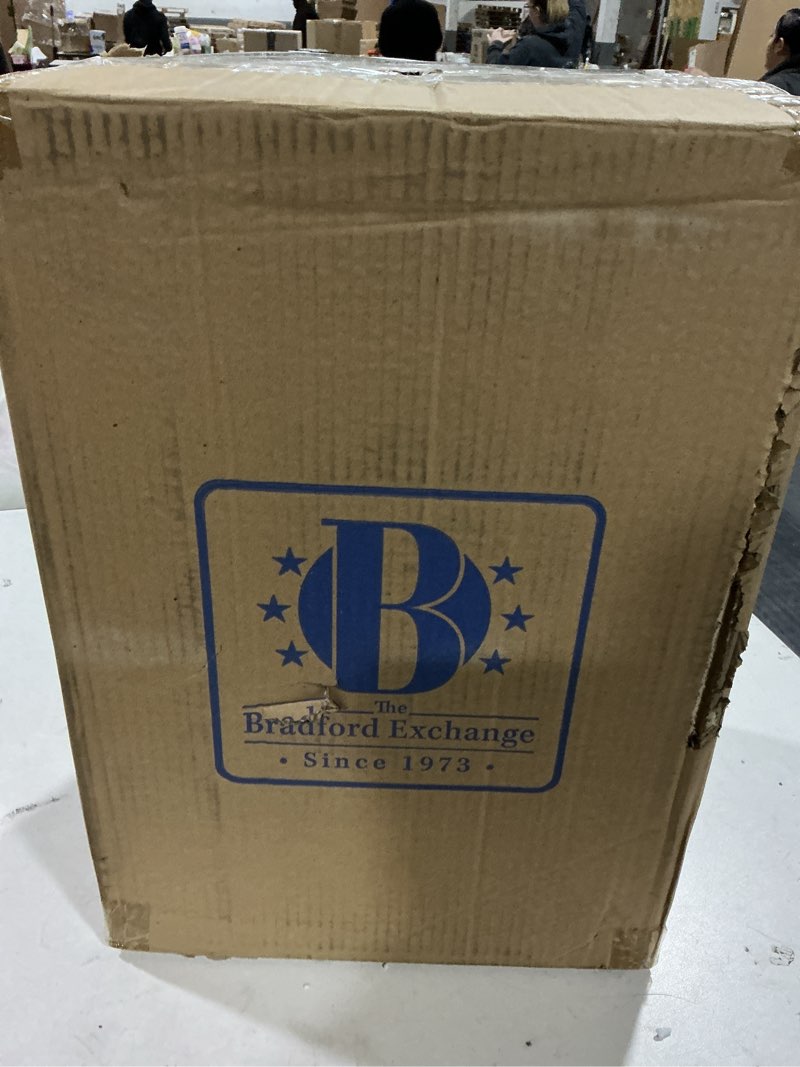 B
The
Bradford Exchange
• Since 1973 •